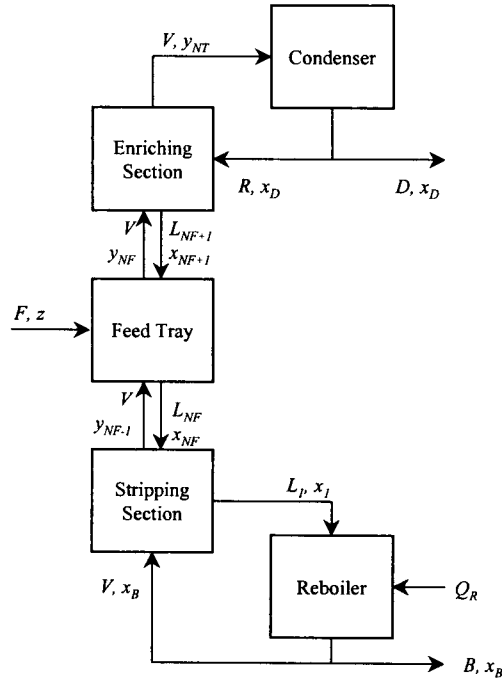 V, y_NT
Condenser
Enriching
Section
R, x_D
D, x_D
V
L_NF+1
y_NF
x_NF+1
F, z
Feed Tray
V
L_NF
y_NF-1
x_NF
Stripping
Section
L_1, x_1
V, x_B
Reboiler
Q_R
B, x_B